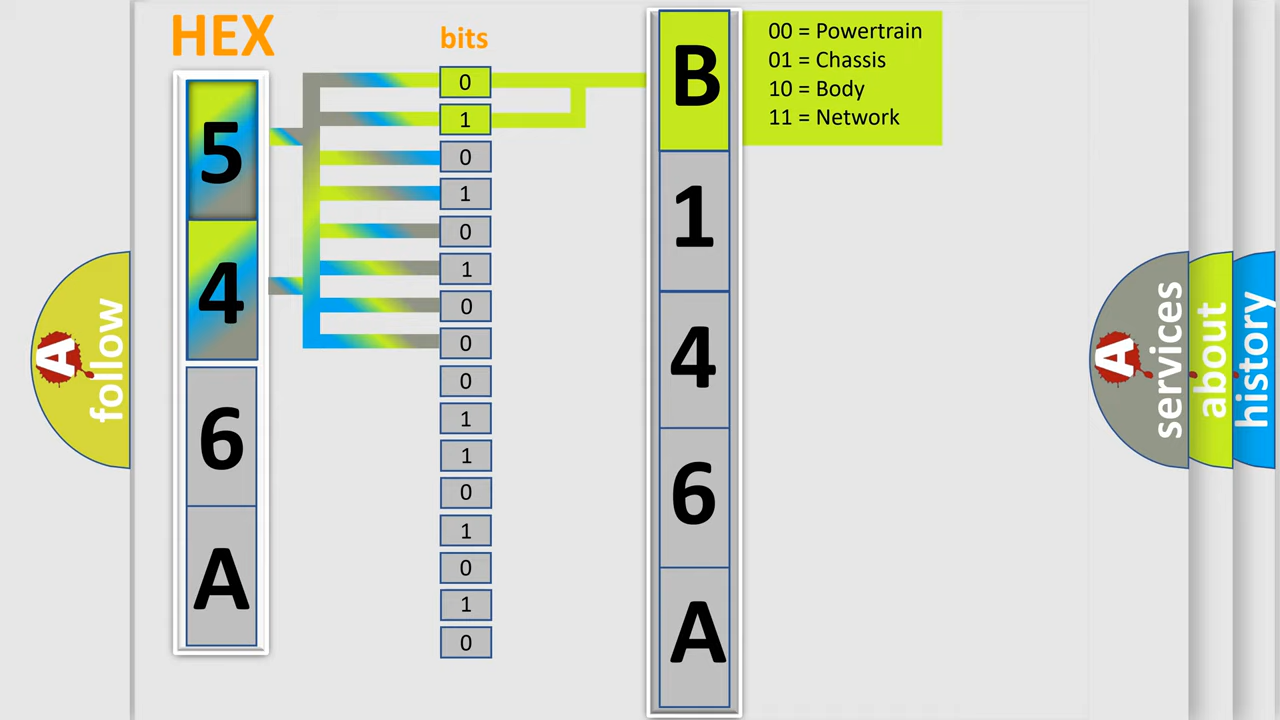 HEX
bits
5
4
6
A
0
1
0
1
0
1
0
0
0
1
1
0
1
0
1
0
B
1
4
6
A
00 = Powertrain
01 = Chassis
10 = Body
11 = Network
A follow
A services
about
history